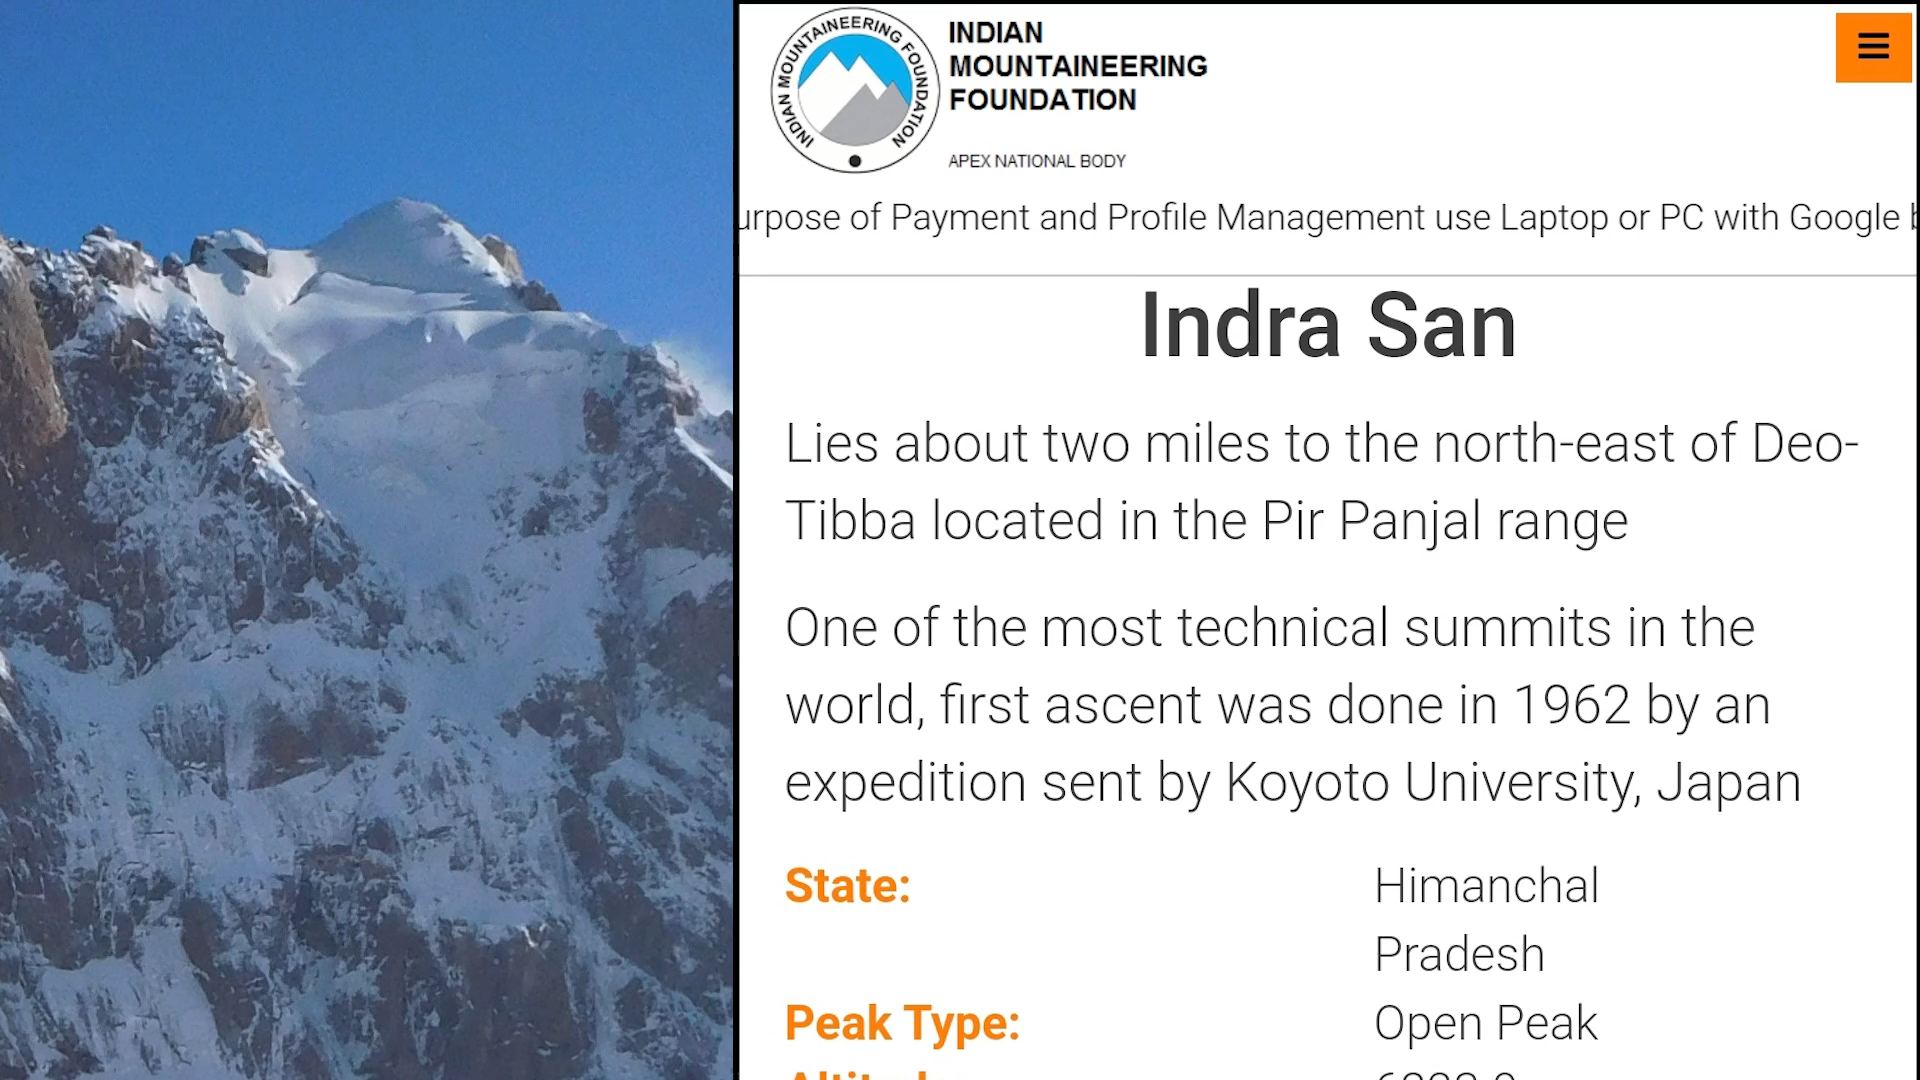 INDIAN MOUNTAINEERING FOUNDATION
INDIAN
MOUNTAINEERING
FOUNDATION
APEX NATIONAL BODY
of Payment and Profile Management use Laptop or PC with Google
Indra San
Lies about two miles to the north-east of Deo-
Tibba located in the Pir Panjal range
One of the most technical summits in the
world, first ascent was done in 1962 by an
expedition sent by Koyoto University, Japan
State: Himanchal
Pradesh
Peak Type: Open Peak